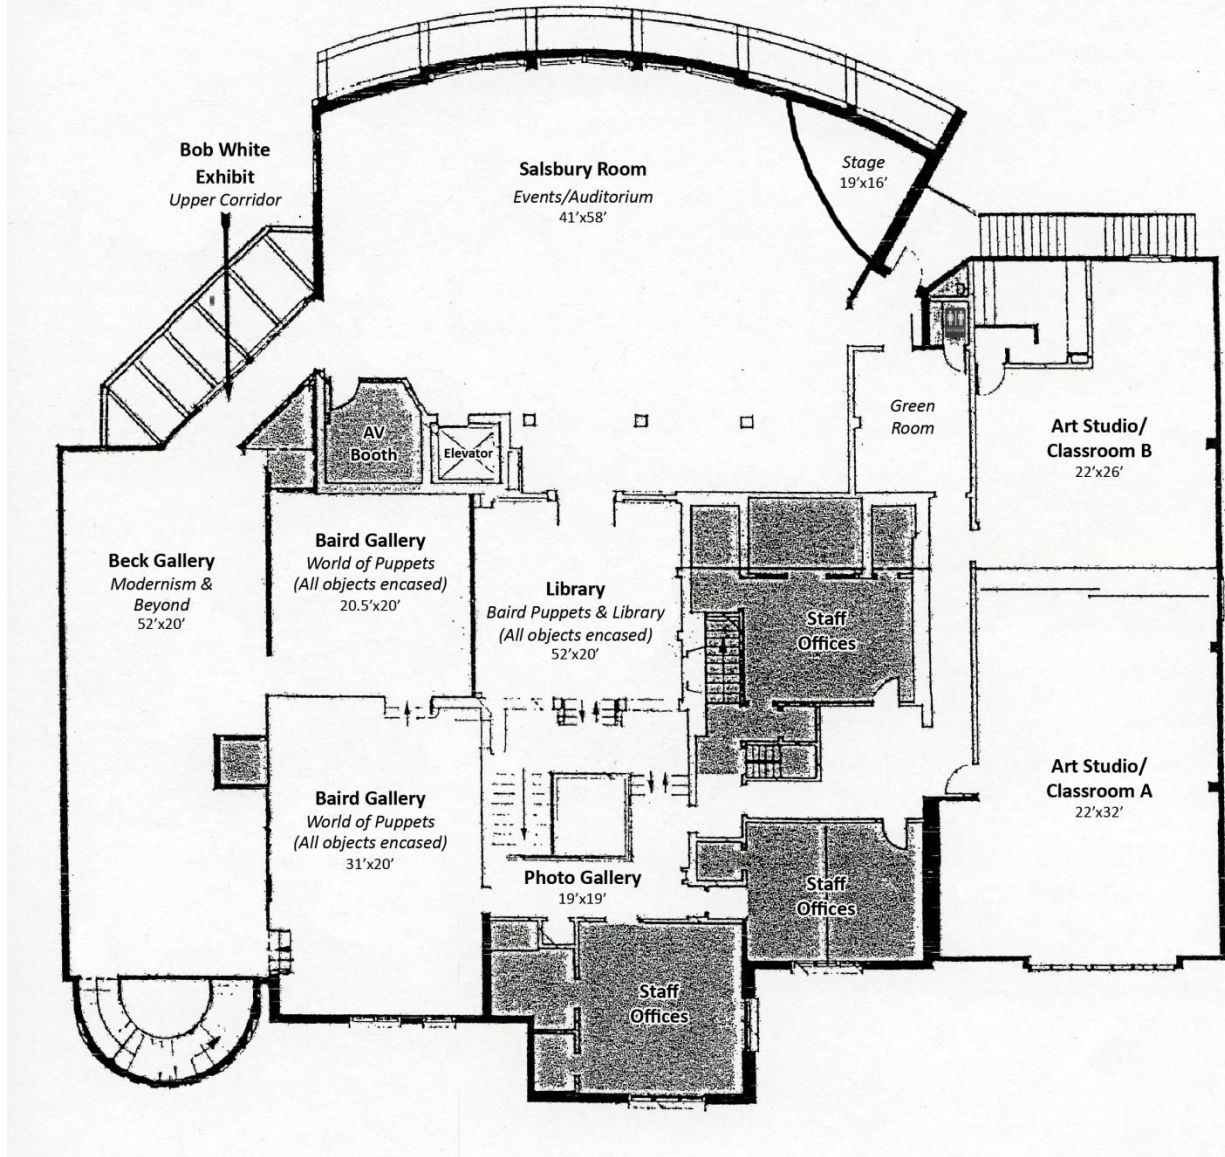 Bob White
Exhibit
Upper Corridor
Salsbury Room
Events/Auditorium
41’x58’
Stage
19’x16’
AV
Booth
Elevator
Green
Room
Art Studio/
Classroom B
22’x26’
Beck Gallery
Modernism &
Beyond
52’x20’
Baird Gallery
World of Puppets
(All objects encased)
20.5’x20’
Library
Baird Puppets & Library
(All objects encased)
52’x20’
Staff
Offices
Baird Gallery
World of Puppets
(All objects encased)
31’x20’
Art Studio/
Classroom A
22’x32’
Photo Gallery
19’x19’
Staff
Offices
Staff
Offices